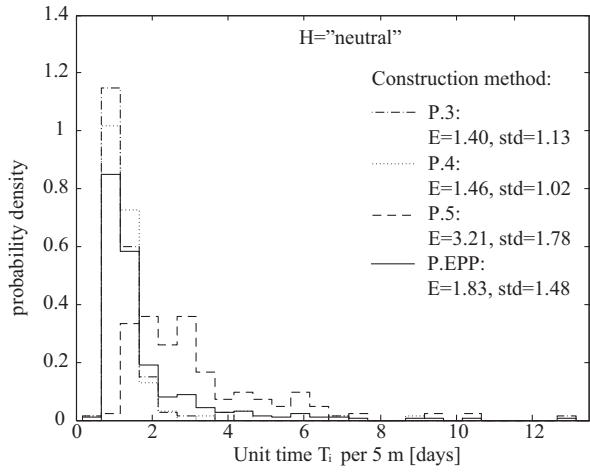 H="neutral"
Construction method:
P.3:
E=1.40, std=1.13
P.4:
E=1.46, std=1.02
P.5:
E=3.21, std=1.78
P.EPP:
E=1.83, std=1.48
probability density
1.4
1.2
1
0.8
0.6
0.4
0.2
0
0 2 4 6 8 10 12
Unit time Tᵢ per 5 m [days]